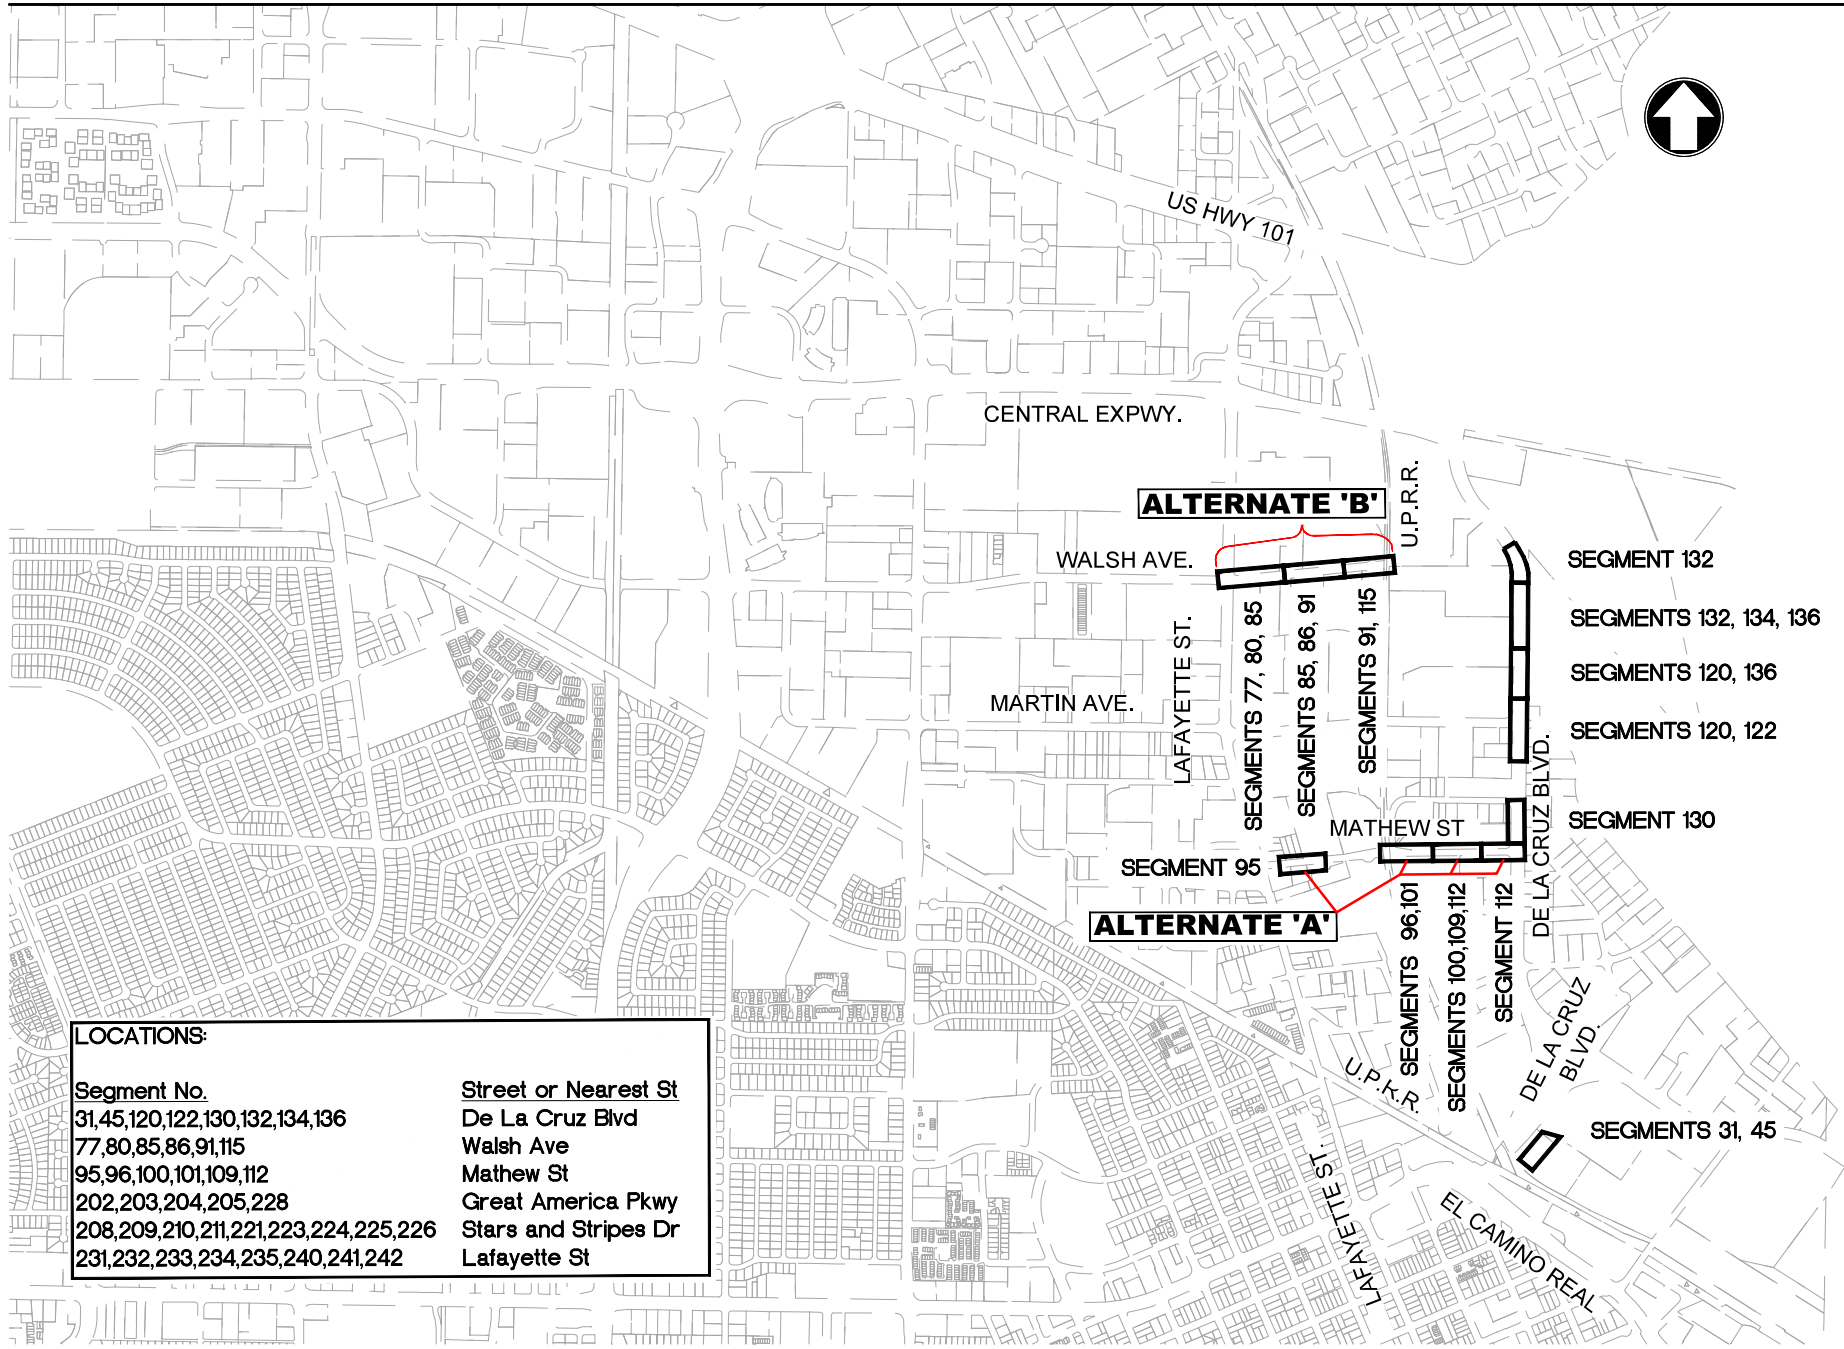 US HWY 101
CENTRAL EXPWY.
U.P.R.R.
ALTERNATE 'B'
WALSH AVE.
SEGMENT 132
SEGMENTS 132, 134, 136
SEGMENTS 120, 136
SEGMENTS 120, 122
LAFAYETTE ST.
SEGMENTS 77, 80, 85
SEGMENTS 85, 86, 91
SEGMENTS 91, 115
MARTIN AVE.
DE LA CRUZ BLVD.
SEGMENT 130
MATHEW ST
SEGMENT 95
ALTERNATE 'A'
SEGMENTS 96,101
SEGMENTS 100,109,112
SEGMENT 112
DE LA CRUZ
BLVD.
U.P.R.R.
SEGMENTS 31, 45
LAFAYETTE ST.
EL CAMINO REAL
LOCATIONS:
Segment No. Street or Nearest St
31,45,120,122,130,132,134,136 De La Cruz Blvd
77,80,85,86,91,115 Walsh Ave
95,96,100,101,109,112 Mathew St
202,203,204,205,228 Great America Pkwy
208,209,210,211,221,223,224,225,226 Stars and Stripes Dr
231,232,233,234,235,240,241,242 Lafayette St